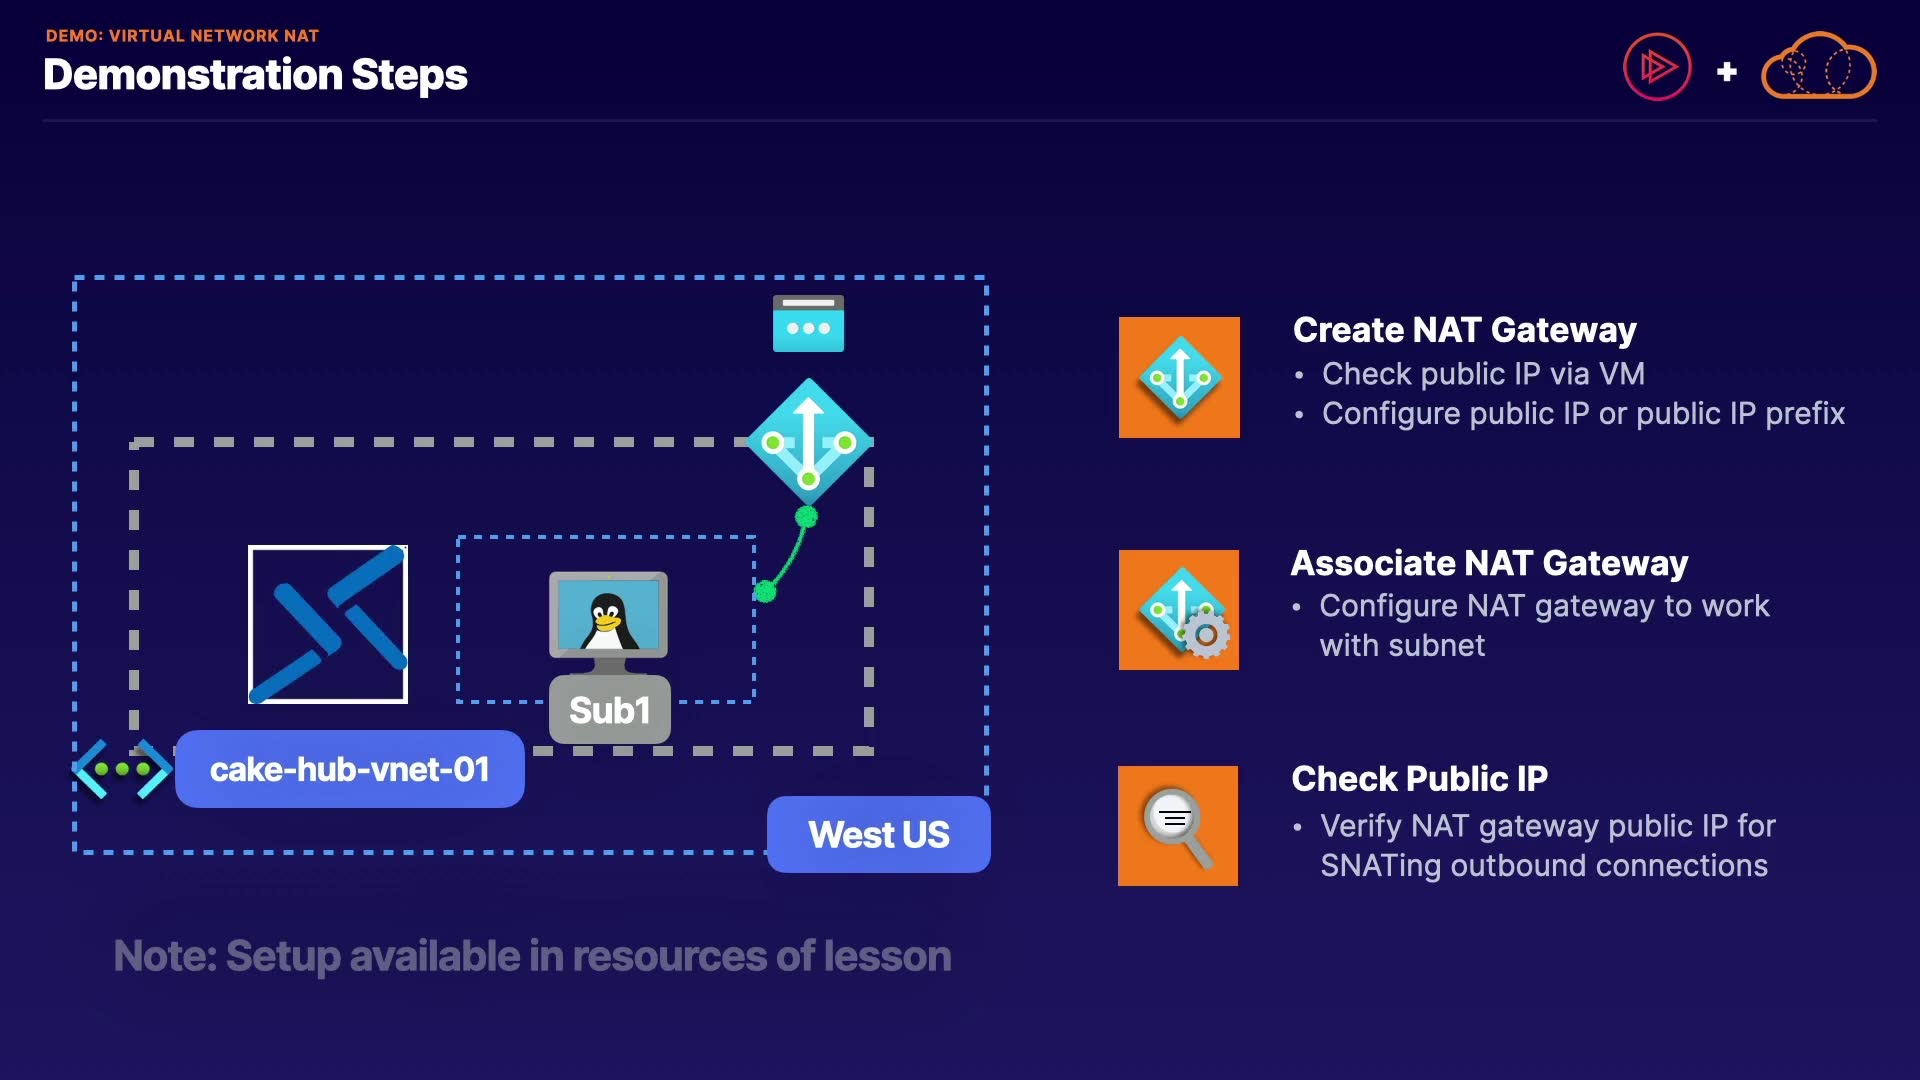 DEMO: VIRTUAL NETWORK NAT
Demonstration Steps
Sub1
cake-hub-vnet-01
West US
Note: Setup available in resources of lesson
Create NAT Gateway
• Check public IP via VM
• Configure public IP or public IP prefix
Associate NAT Gateway
• Configure NAT gateway to work
with subnet
Check Public IP
• Verify NAT gateway public IP for
SNATing outbound connections